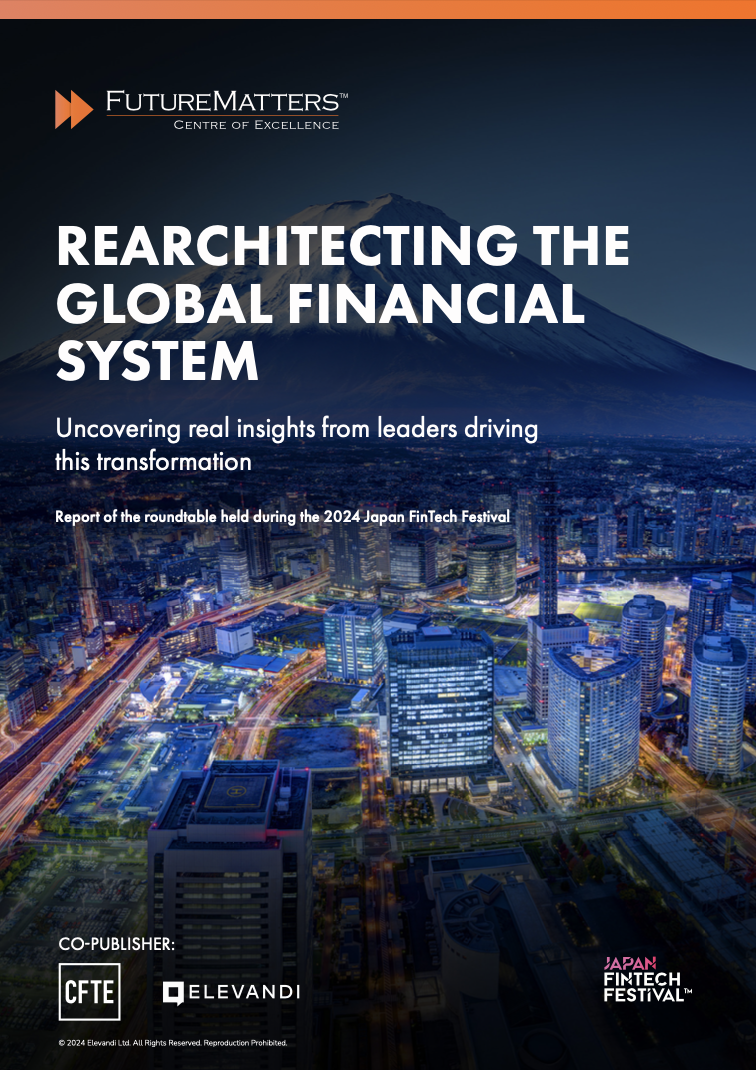 FUTUREMATTERS™
CENTRE OF EXCELLENCE
REARCHITECTING THE
GLOBAL FINANCIAL
SYSTEM
Uncovering real insights from leaders driving
this transformation
Report of the roundtable held during the 2024 Japan FinTech Festival
CO-PUBLISHER:
CFTE
ELEVANDI
JAPAN
FINTECH
FESTIVAL™
© 2024 Elevandi Ltd. All Rights Reserved. Reproduction Prohibited.